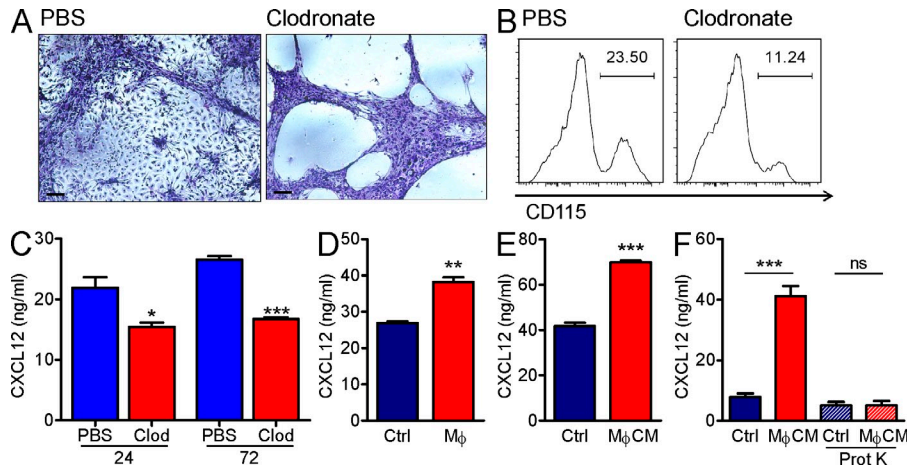 A PBS Clodronate
B PBS Clodronate
23.50 11.24
CD115
C
CXCL12 (ng/ml)
30
20
10
0
* ***
PBS Clod PBS Clod
24 72
D
CXCL12 (ng/ml)
50
40
30
20
10
0
**
Ctrl Mϕ
E
CXCL12 (ng/ml)
80
60
40
20
0
***
Ctrl MϕCM
F
CXCL12 (ng/ml)
60
40
20
0
*** ns
Ctrl MϕCM Ctrl MϕCM
Prot K